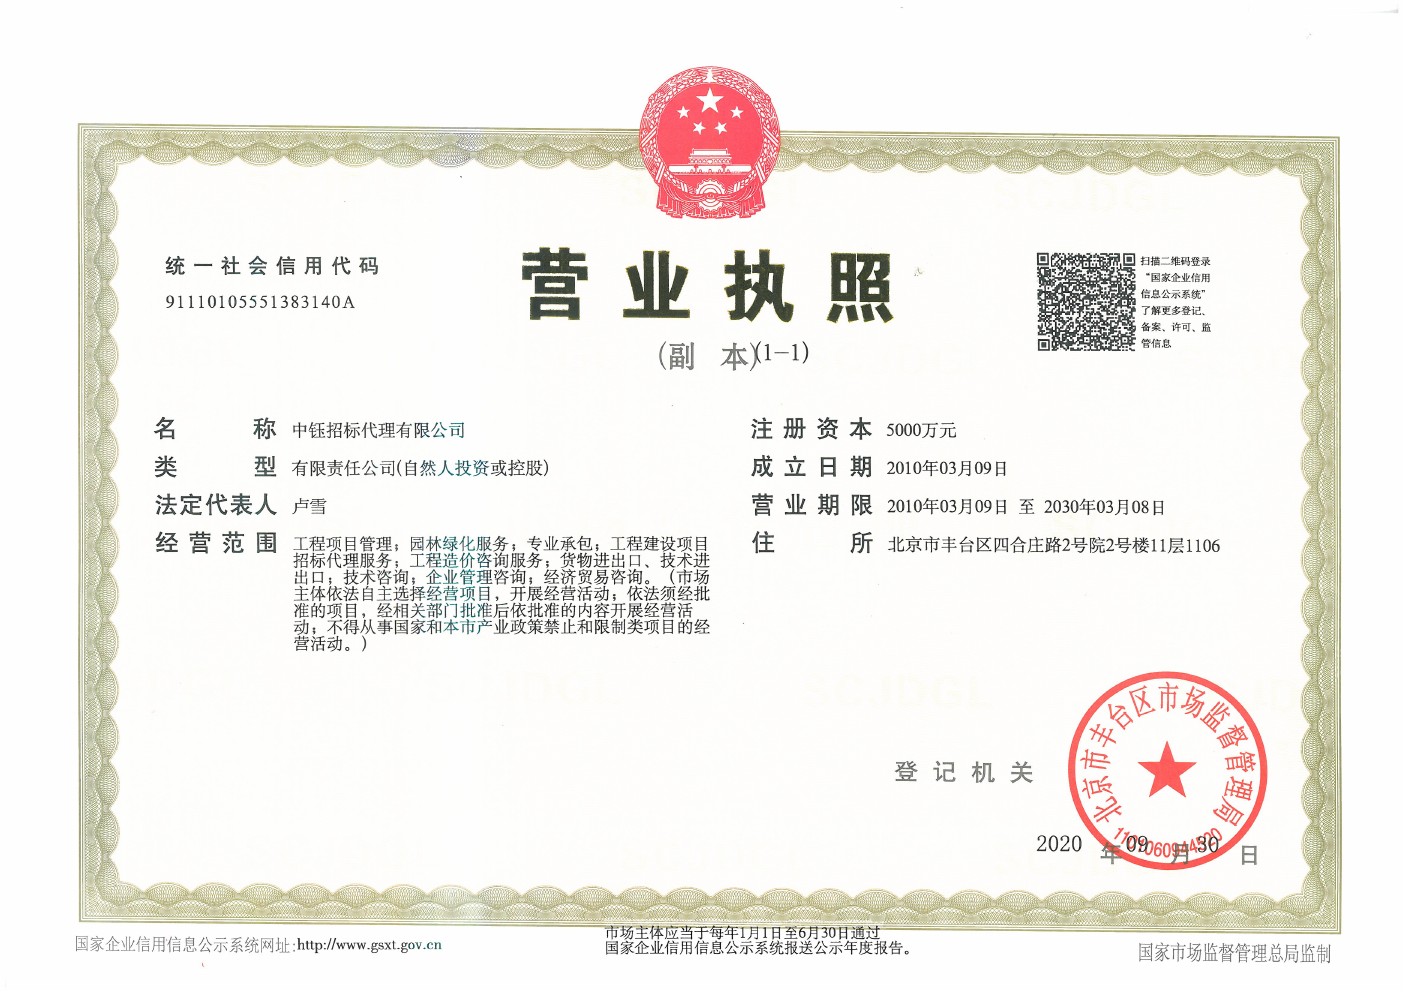 统一社会信用代码
91110105551383140A
营业执照
(副 本)(1-1)
扫描二维码登录
“国家企业信用
信息公示系统”
了解更多登记、
备案、许可、监
管信息
名 称 中钰招标代理有限公司
类 型 有限责任公司(自然人投资或控股)
法定代表人 卢雪
经营范围 工程项目管理；园林绿化服务；专业承包；工程建设项目
招标代理服务；工程造价咨询服务；货物进出口、技术进
出口；技术咨询；企业管理咨询；经济贸易咨询。（市场
主体依法自主选择经营项目，开展经营活动；依法须经批
准的项目，经相关部门批准后依批准的内容开展经营活
动；不得从事国家和本市产业政策禁止和限制类项目的经
营活动。）
注册资本 5000万元
成立日期 2010年03月09日
营业期限 2010年03月09日 至 2030年03月08日
住 所 北京市丰台区四合庄路2号院2号楼11层1106
登记机关
北京市丰台区市场监督管理局
2020 年 09 月 30 日
国家企业信用信息公示系统网址:http://www.gsxt.gov.cn
市场主体应当于每年1月1日至6月30日通过
国家企业信用信息公示系统报送公示年度报告。
国家市场监督管理总局监制